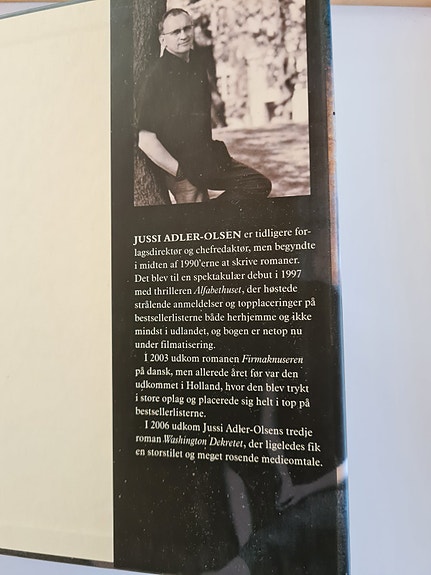 JUSSI ADLER-OLSEN er tidligere for-
lagsdirektør og chefredaktør, men begyndte
i midten af 1990'erne at skrive romaner.
Det blev til en spektakulær debut i 1997
med thrilleren Alfabethuset, der høstede
strålende anmeldelser og topplaceringer på
bestsellerlisterne både herhjemme og ikke
mindst i udlandet, og bogen er netop nu
under filmatisering.
I 2003 udkom romanen Firmaknuseren
på dansk, men allerede året før var den
udkommet i Holland, hvor den blev trykt
i store oplag og placerede sig helt i top på
bestsellerlisterne.
I 2006 udkom Jussi Adler-Olsens tredje
roman Washington Dekretet, der ligeledes fik
en storstilet og meget rosende medieomtale.